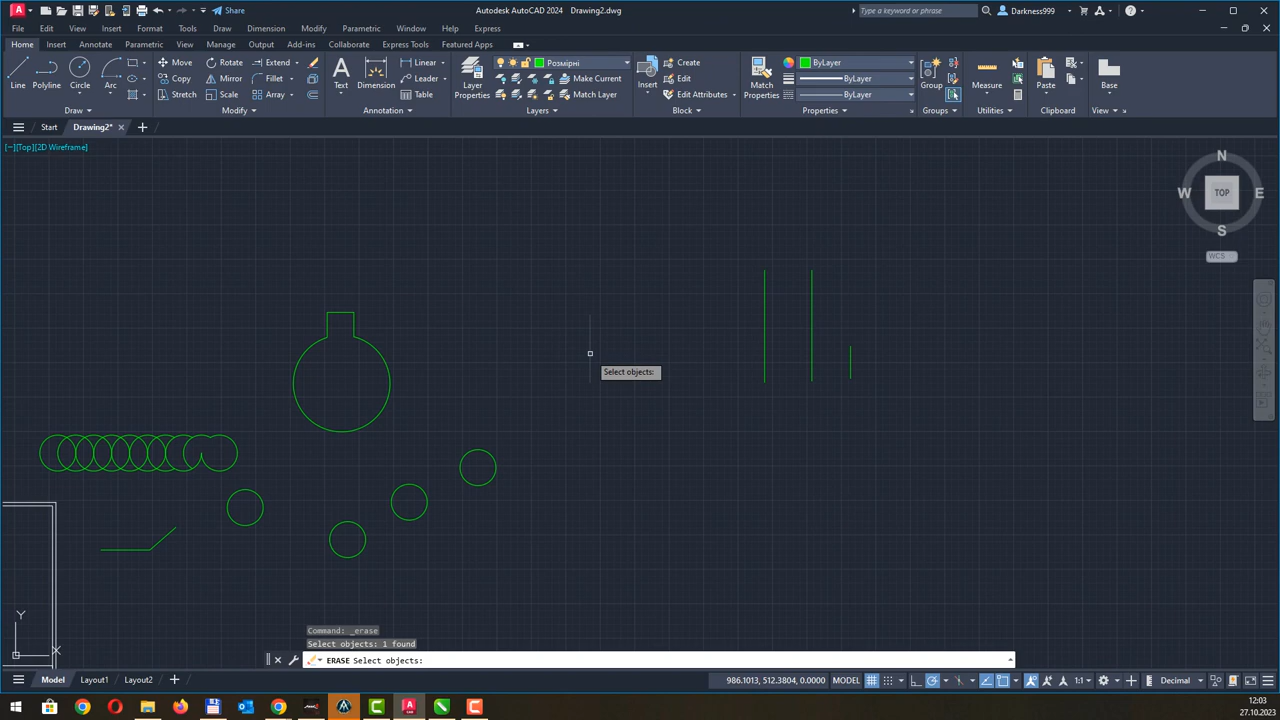 A CAD
Share
Autodesk AutoCAD 2024 Drawing2.dwg
Type a keyword or phrase
Darkness999
File Edit View Insert Format Tools Draw Dimension Modify Parametric Window Help Express
Home Insert Annotate Parametric View Manage Output Add-ins Collaborate Express Tools Featured Apps
Line Polyline Circle Arc
Move Rotate Extend
Copy Mirror Fillet
Stretch Scale Array
Text Dimension
Linear
Leader
Table
Layer Properties
Розмірні
Make Current
Match Layer
Insert
Create
Edit
Edit Attributes
Match Properties
ByLayer
ByLayer
ByLayer
Group
Measure
Paste
Base
Draw Modify Annotation Layers Block Properties Groups Utilities Clipboard View
Start Drawing2*
[−][Top][2D Wireframe]
N
W TOP E
S
WCS
Select objects:
Y
X
Command: _erase
Select objects: 1 found
ERASE Select objects:
Model Layout1 Layout2
986.1013, 512.3804, 0.0000 MODEL 1:1 Decimal
12:03
27.10.2023